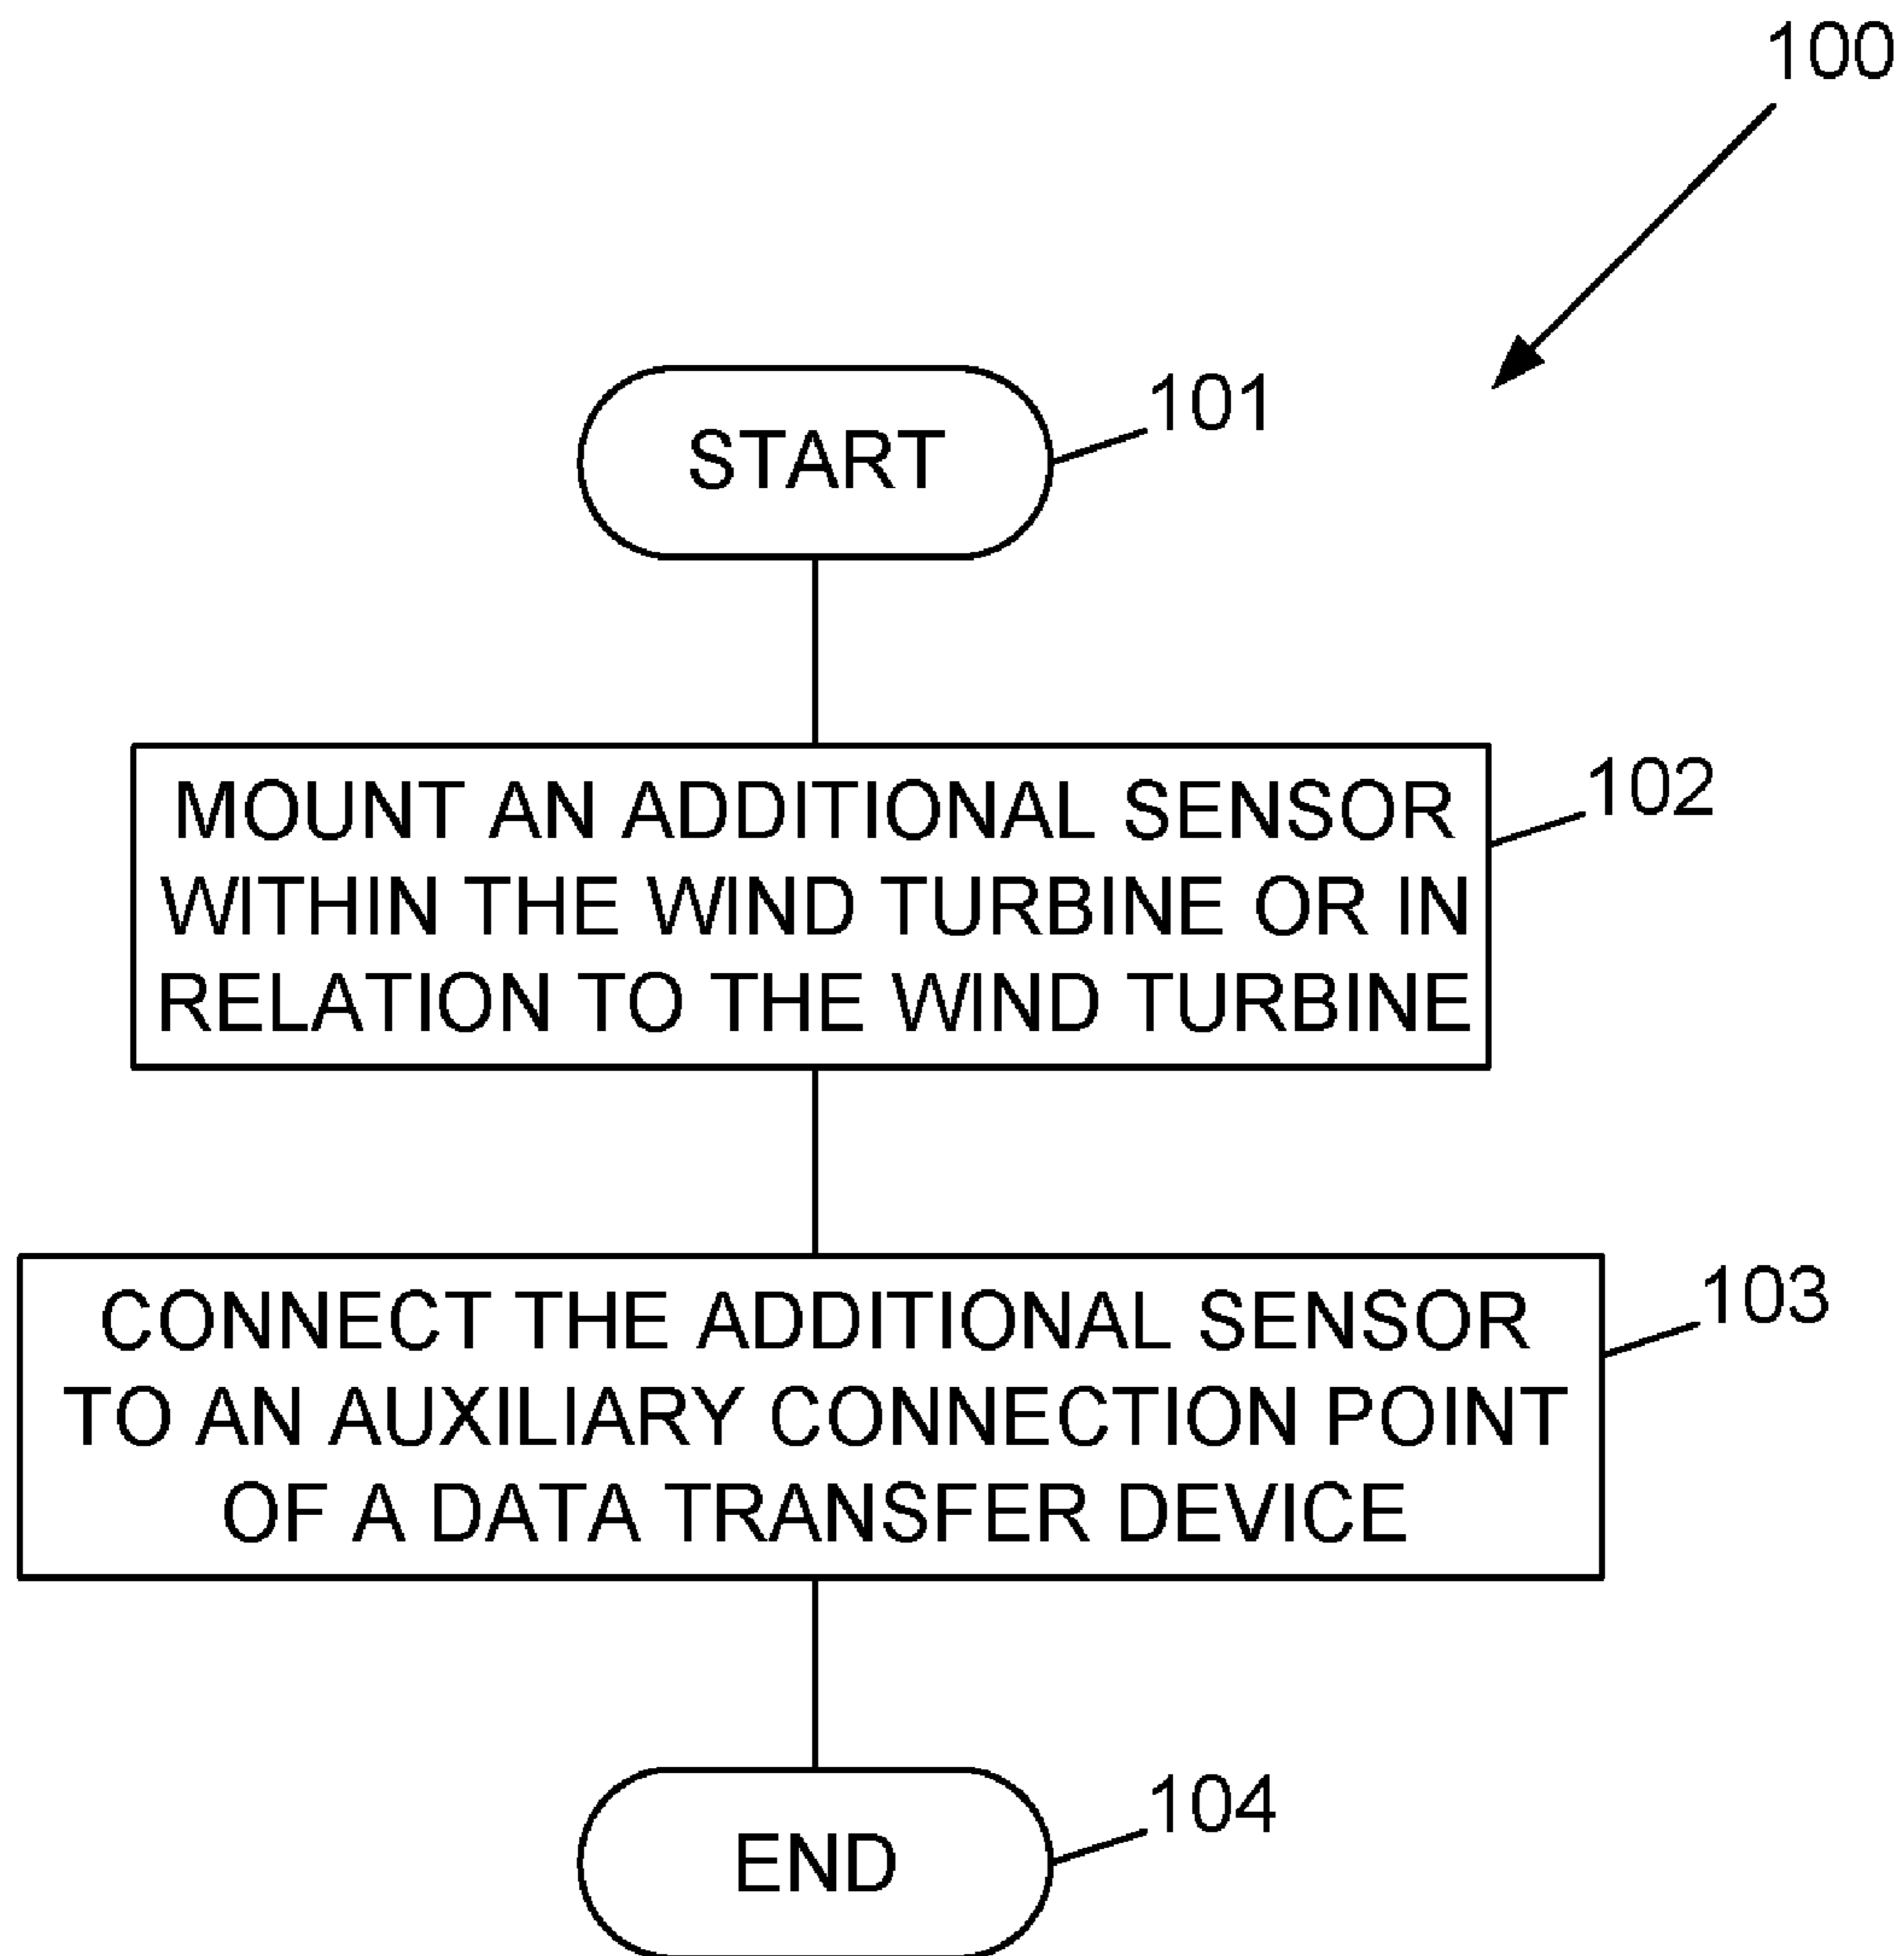 100
START
101
MOUNT AN ADDITIONAL SENSOR
WITHIN THE WIND TURBINE OR IN
RELATION TO THE WIND TURBINE
102
CONNECT THE ADDITIONAL SENSOR
TO AN AUXILIARY CONNECTION POINT
OF A DATA TRANSFER DEVICE
103
END
104